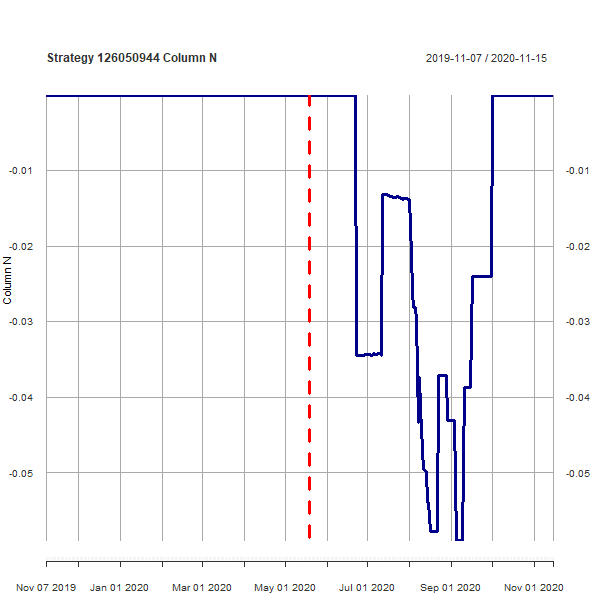 Strategy 126050944 Column N
2019-11-07 / 2020-11-15
-0.01 -0.01
-0.02 -0.02
Column N
-0.03 -0.03
-0.04 -0.04
-0.05 -0.05
Nov 07 2019 Jan 01 2020 Mar 01 2020 May 01 2020 Jul 01 2020 Sep 01 2020 Nov 01 2020